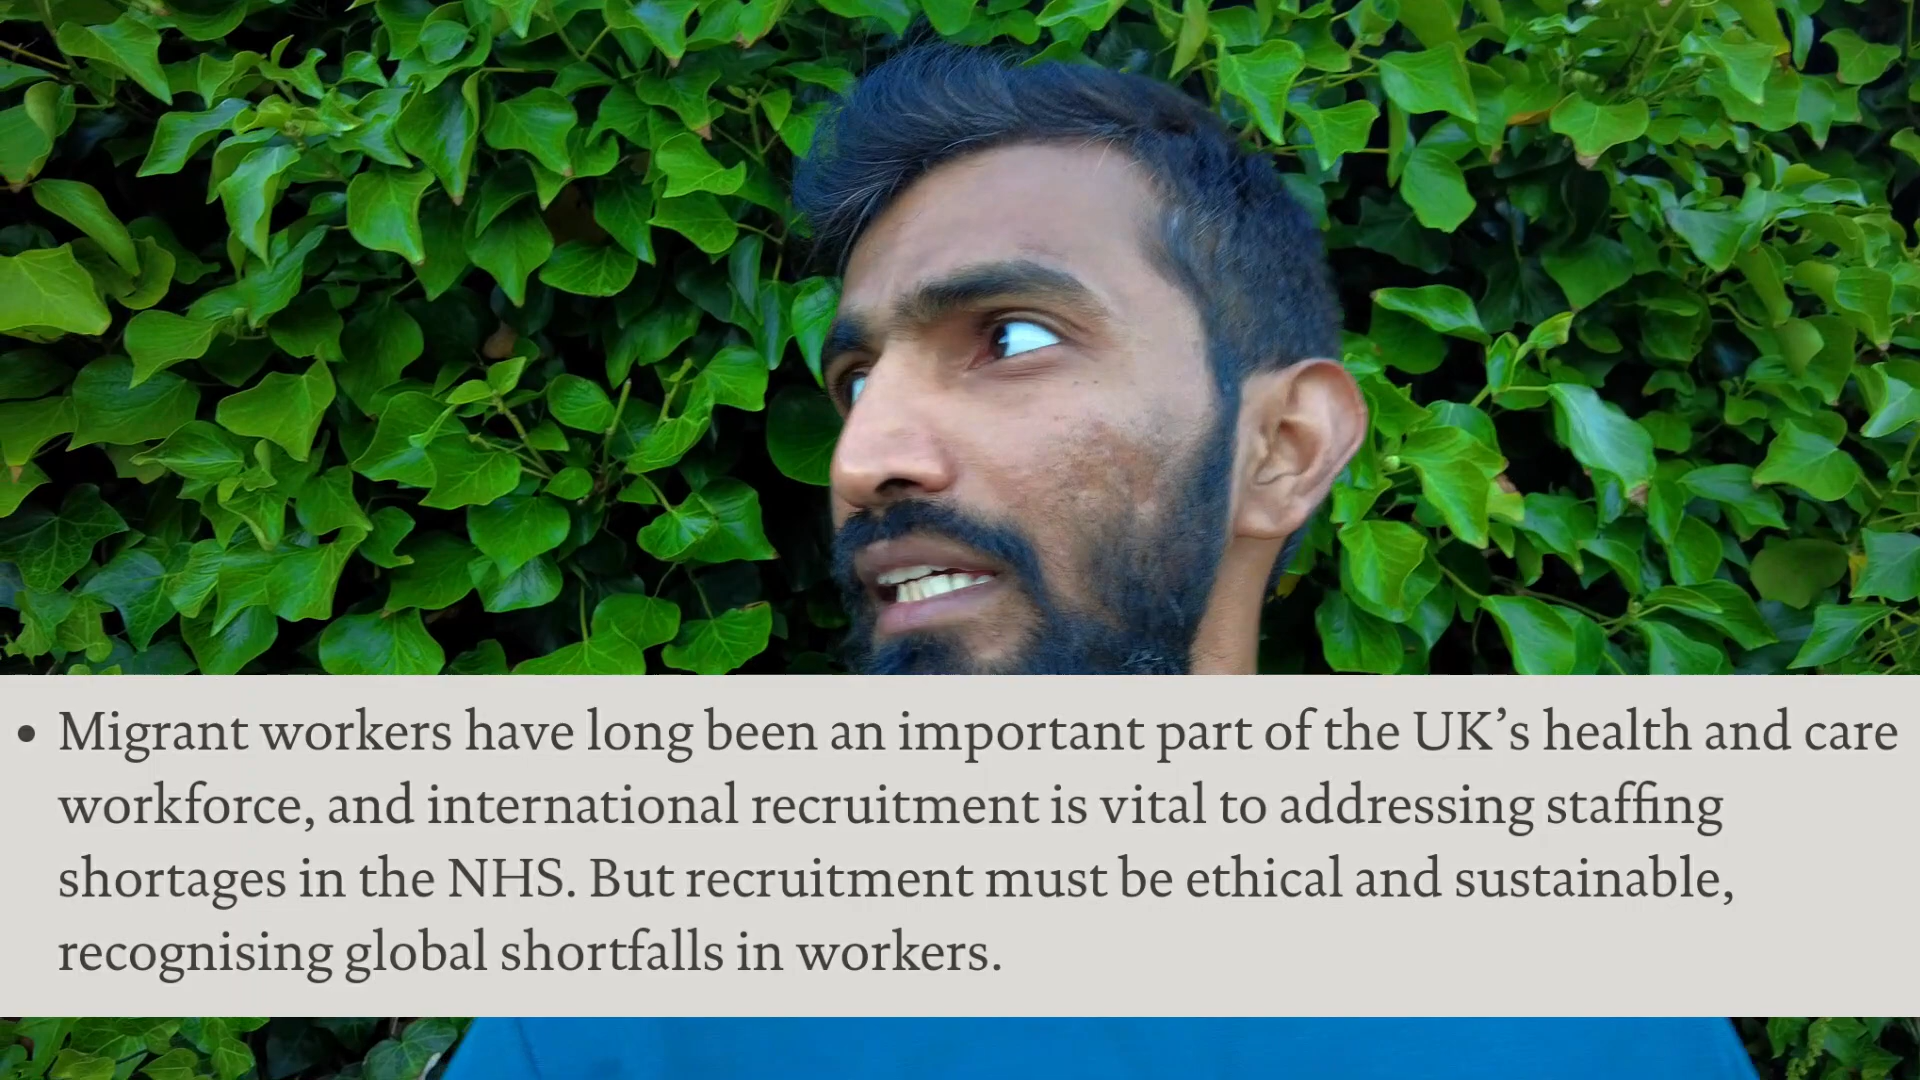 • Migrant workers have long been an important part of the UK’s health and care
workforce, and international recruitment is vital to addressing staffing
shortages in the NHS. But recruitment must be ethical and sustainable,
recognising global shortfalls in workers.